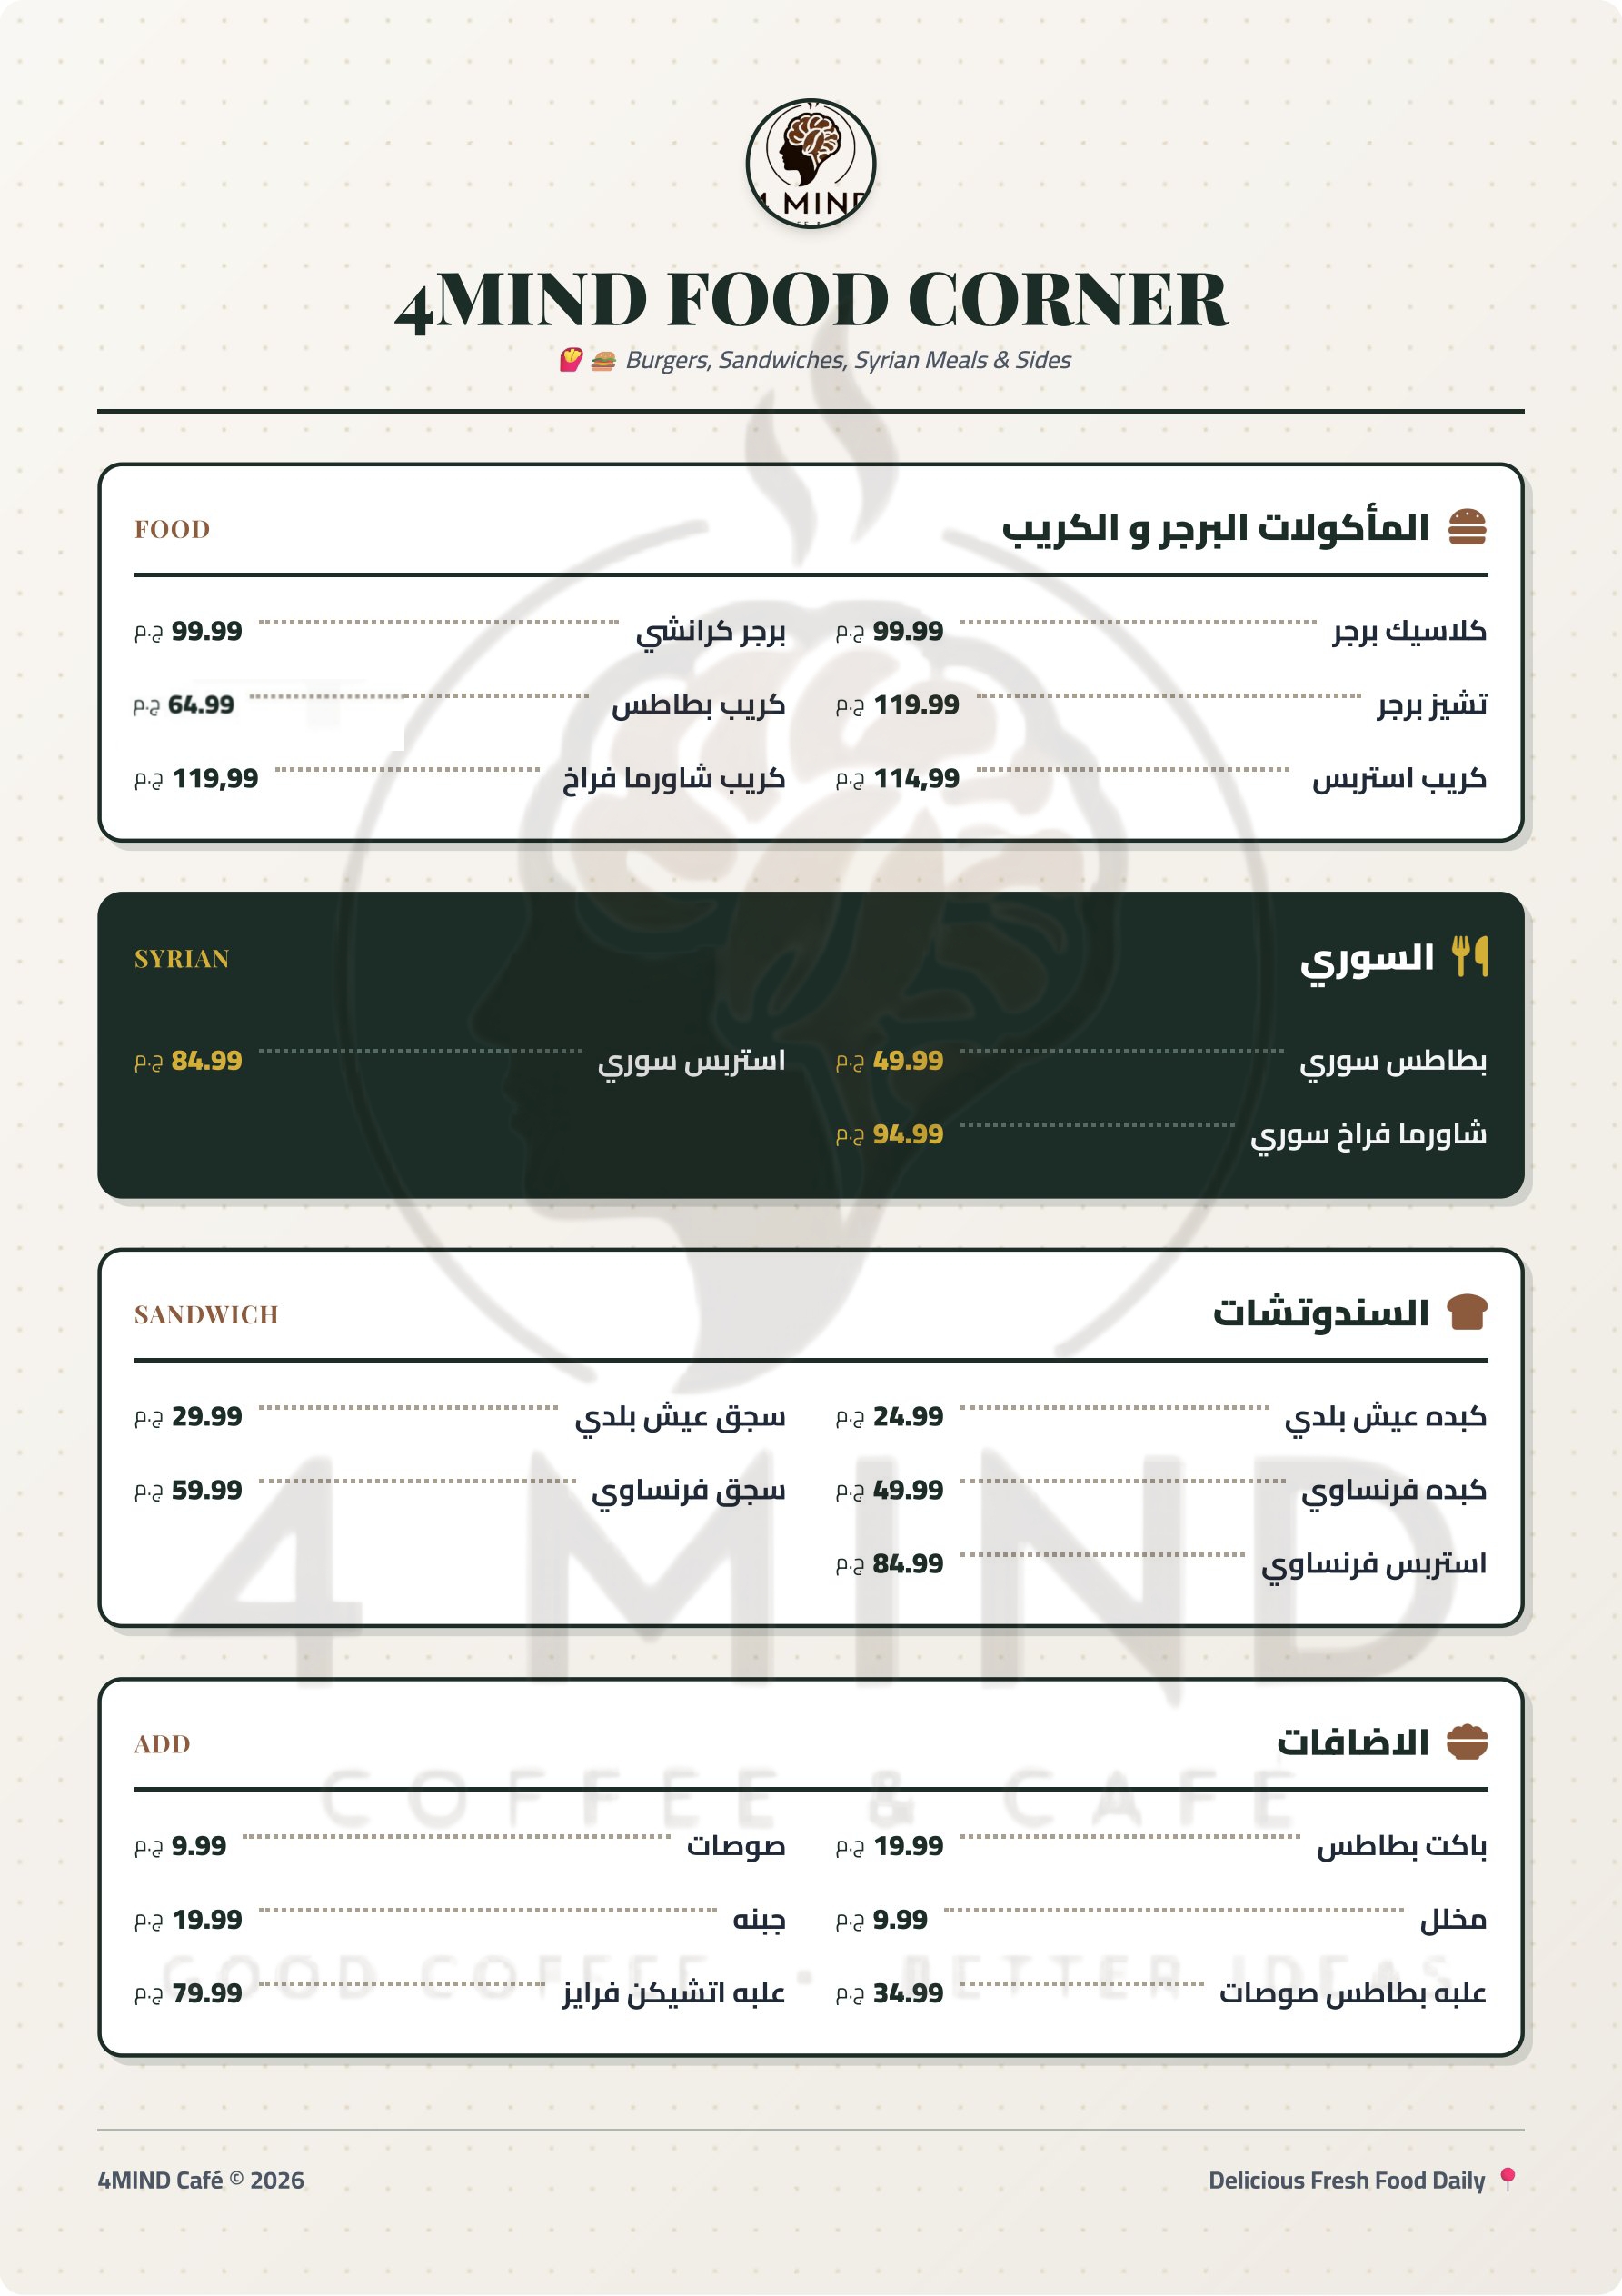 4 MIND
4MIND FOOD CORNER
Burgers, Sandwiches, Syrian Meals & Sides
المأكولات البرجر و الكريب FOOD
كلاسيك برجر 99.99 ج.م
برجر كرانشي 99.99 ج.م
تشيز برجر 119.99 ج.م
كريب بطاطس 64.99 ج.م
كريب استربس 114,99 ج.م
كريب شاورما فراخ 119,99 ج.م
السوري SYRIAN
بطاطس سوري 49.99 ج.م
استربس سوري 84.99 ج.م
شاورما فراخ سوري 94.99 ج.م
السندوتشات SANDWICH
كبده عيش بلدي 24.99 ج.م
سجق عيش بلدي 29.99 ج.م
كبده فرنساوي 49.99 ج.م
سجق فرنساوي 59.99 ج.م
استربس فرنساوي 84.99 ج.م
4 MIND
الاضافات ADD
COFFEE & CAFE
باكت بطاطس 19.99 ج.م
صوصات 9.99 ج.م
مخلل 9.99 ج.م
جبنه 19.99 ج.م
GOOD COFFEE • BETTER IDEAS
علبه بطاطس صوصات 34.99 ج.م
علبه اتشيكن فرايز 79.99 ج.م
Delicious Fresh Food Daily
4MIND Café © 2026